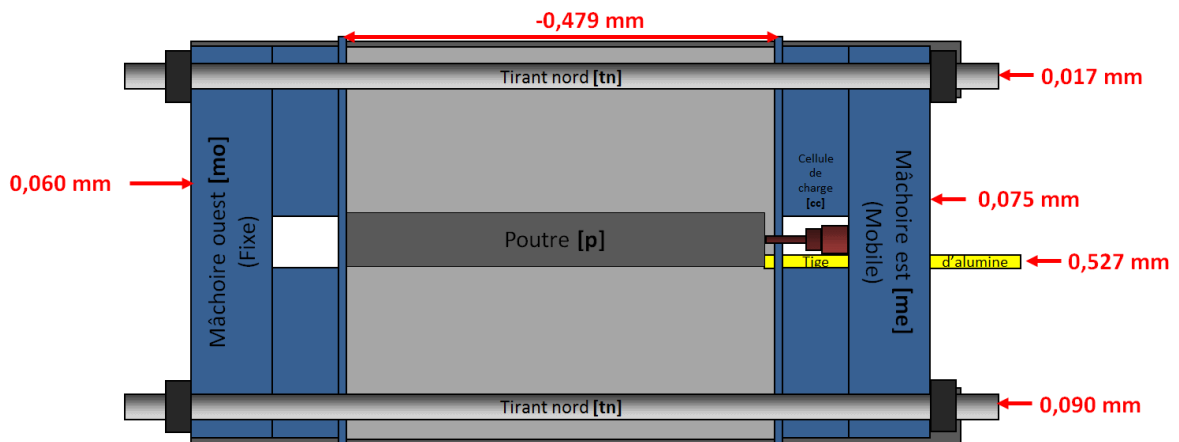 -0,479 mm
Tirant nord [tn]
0,017 mm
Cellule
de
charge
[cc]
0,060 mm
Mâchoire ouest [mo]
(Fixe)
Mâchoire est [me]
(Mobile)
0,075 mm
Poutre [p]
Tige
d'alumine
0,527 mm
Tirant nord [tn]
0,090 mm